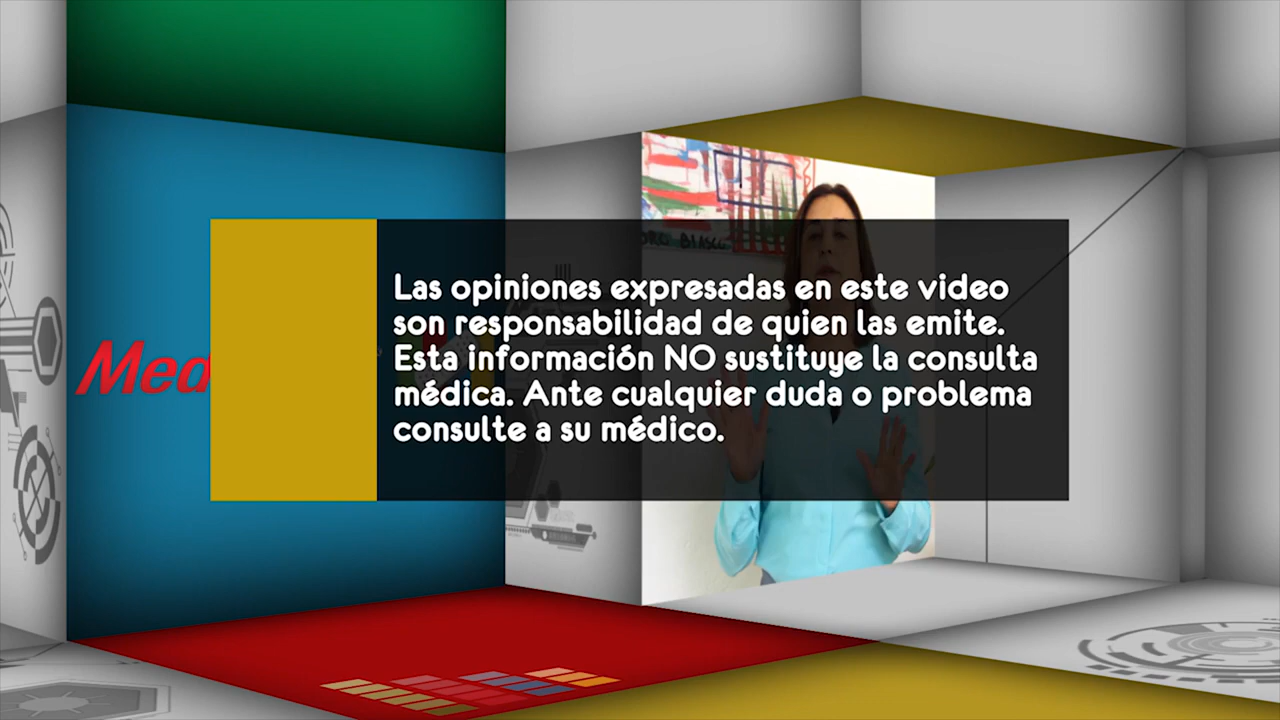 Las opiniones expresadas en este video
son responsabilidad de quien las emite.
Esta información NO sustituye la consulta
médica. Ante cualquier duda o problema
consulte a su médico.
Med